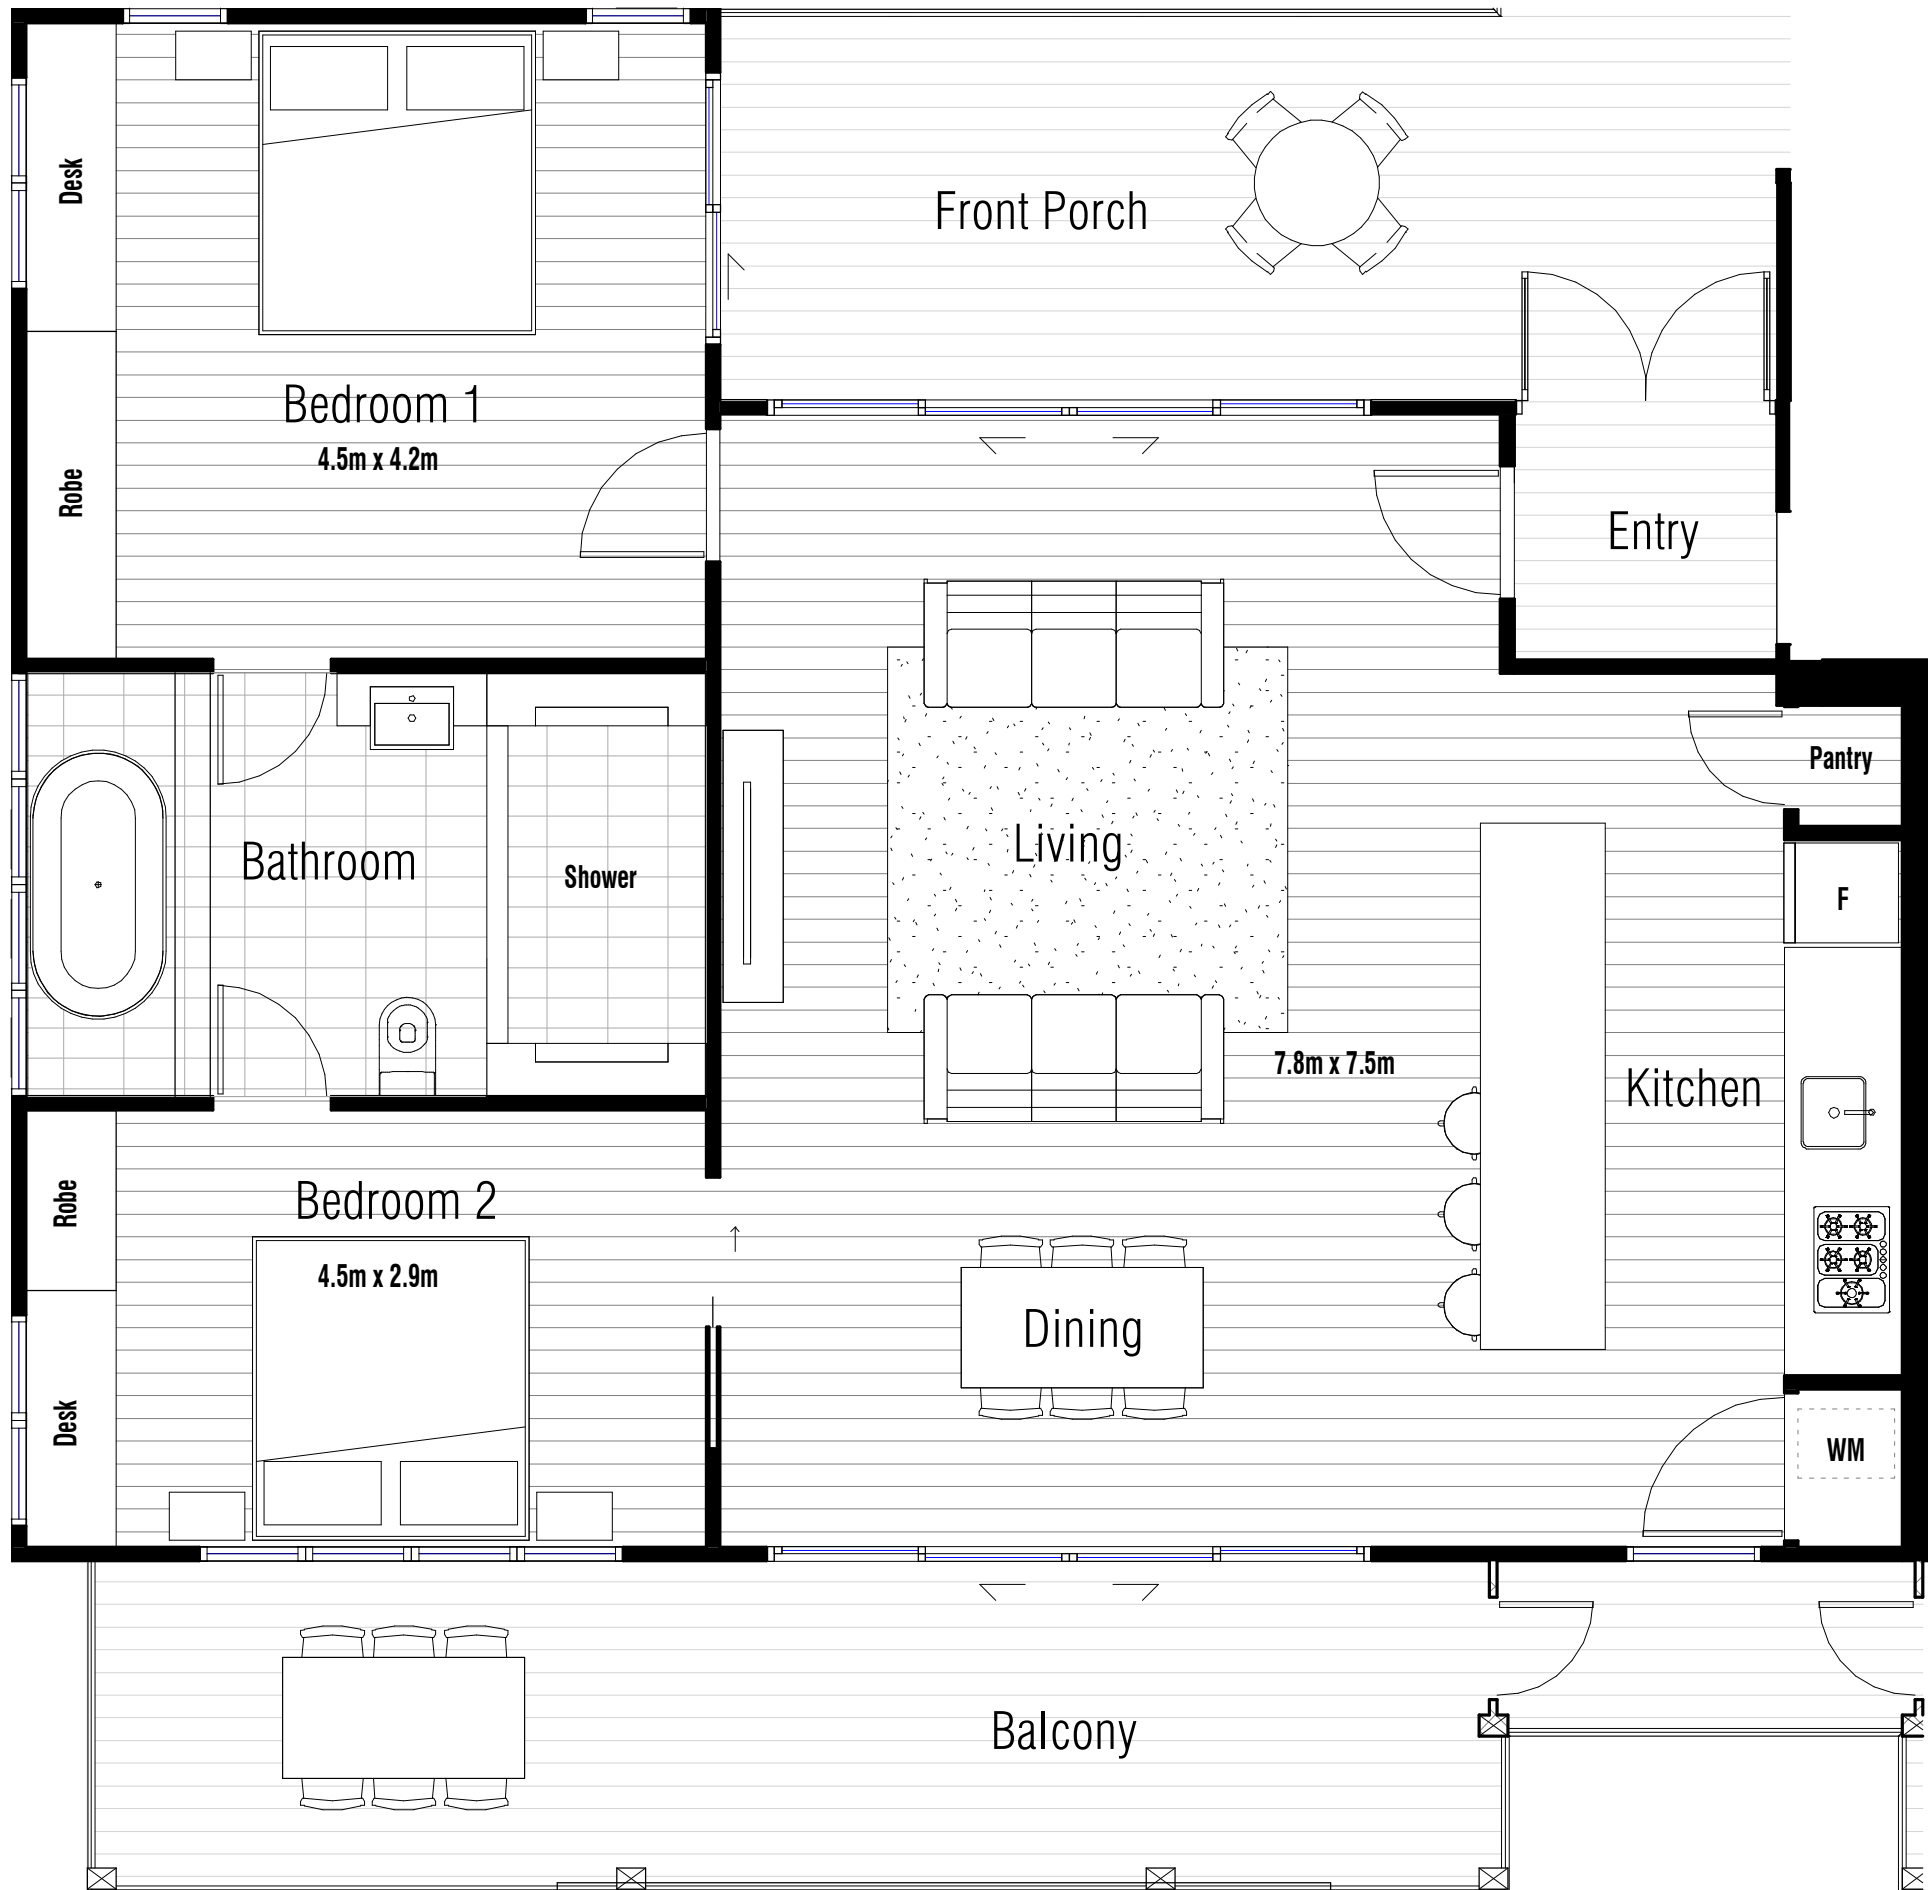 Desk
Front Porch
Bedroom 1
4.5m x 4.2m
Robe
Entry
Pantry
Living
Bathroom
Shower
F
7.8m x 7.5m
Kitchen
Robe
Bedroom 2
4.5m x 2.9m
Dining
Desk
WM
Balcony